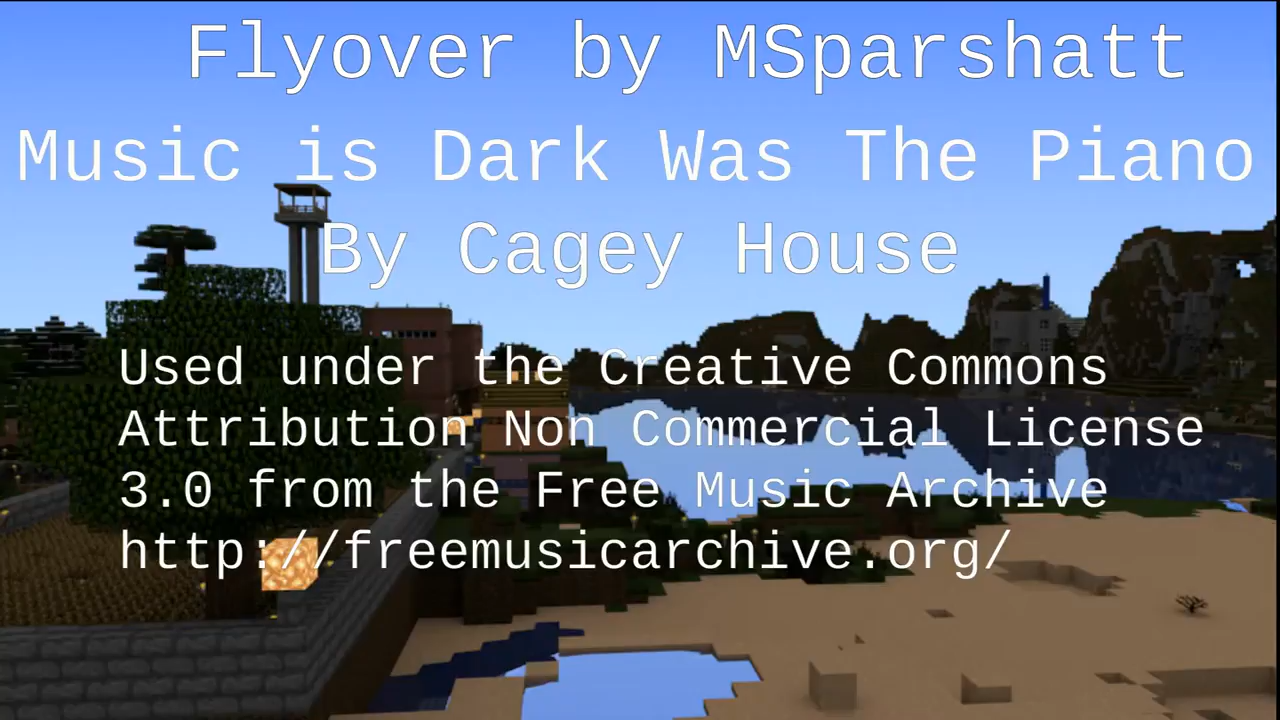 Flyover by MSparshatt
Music is Dark Was The Piano
By Cagey House
Used under the Creative Commons
Attribution Non Commercial License
3.0 from the Free Music Archive
http://freemusicarchive.org/